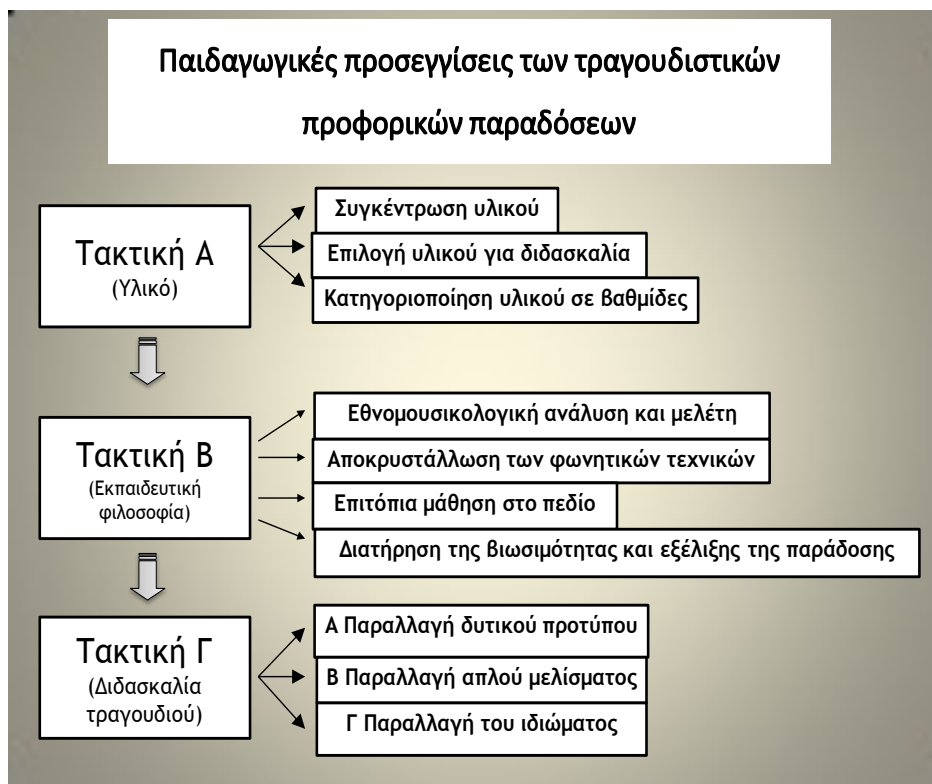 Παιδαγωγικές προσεγγίσεις των τραγουδιστικών
προφορικών παραδόσεων
Τακτική Α
(Υλικό)
Συγκέντρωση υλικού
Επιλογή υλικού για διδασκαλία
Κατηγοριοποίηση υλικού σε βαθμίδες
Τακτική Β
(Εκπαιδευτική
φιλοσοφία)
Εθνομουσικολογική ανάλυση και μελέτη
Αποκρυστάλλωση των φωνητικών τεχνικών
Επιτόπια μάθηση στο πεδίο
Διατήρηση της βιωσιμότητας και εξέλιξης της παράδοσης
Τακτική Γ
(Διδασκαλία
τραγουδιού)
Α Παραλλαγή δυτικού προτύπου
Β Παραλλαγή απλού μελίσματος
Γ Παραλλαγή του ιδιώματος